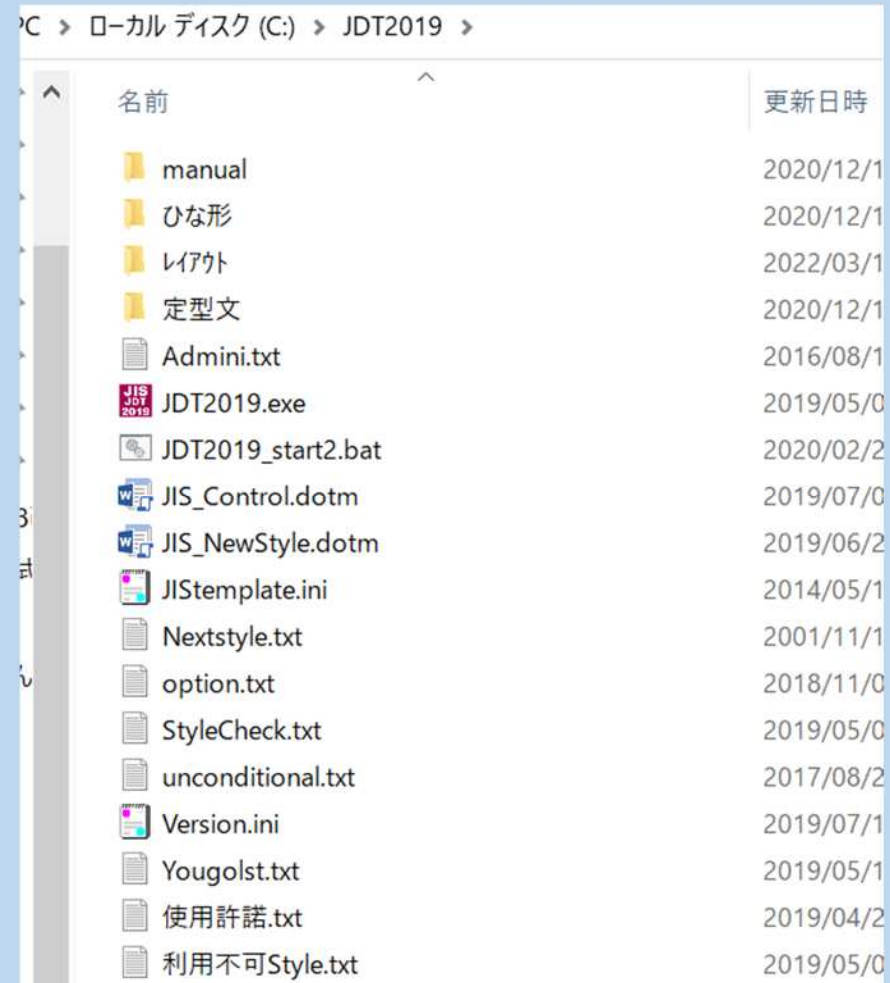 PC > ローカル ディスク (C:) > JDT2019 >
名前 更新日時
manual 2020/12/1
ひな形 2020/12/1
レイアウト 2022/03/1
定型文 2020/12/1
Admini.txt 2016/08/1
JIS JDT 2019 JDT2019.exe 2019/05/0
JDT2019_start2.bat 2020/02/2
JIS_Control.dotm 2019/07/0
JIS_NewStyle.dotm 2019/06/2
JIStemplate.ini 2014/05/1
Nextstyle.txt 2001/11/1
option.txt 2018/11/0
StyleCheck.txt 2019/05/0
unconditional.txt 2017/08/2
Version.ini 2019/07/1
Yougolst.txt 2019/05/1
使用許諾.txt 2019/04/2
利用不可Style.txt 2019/05/0